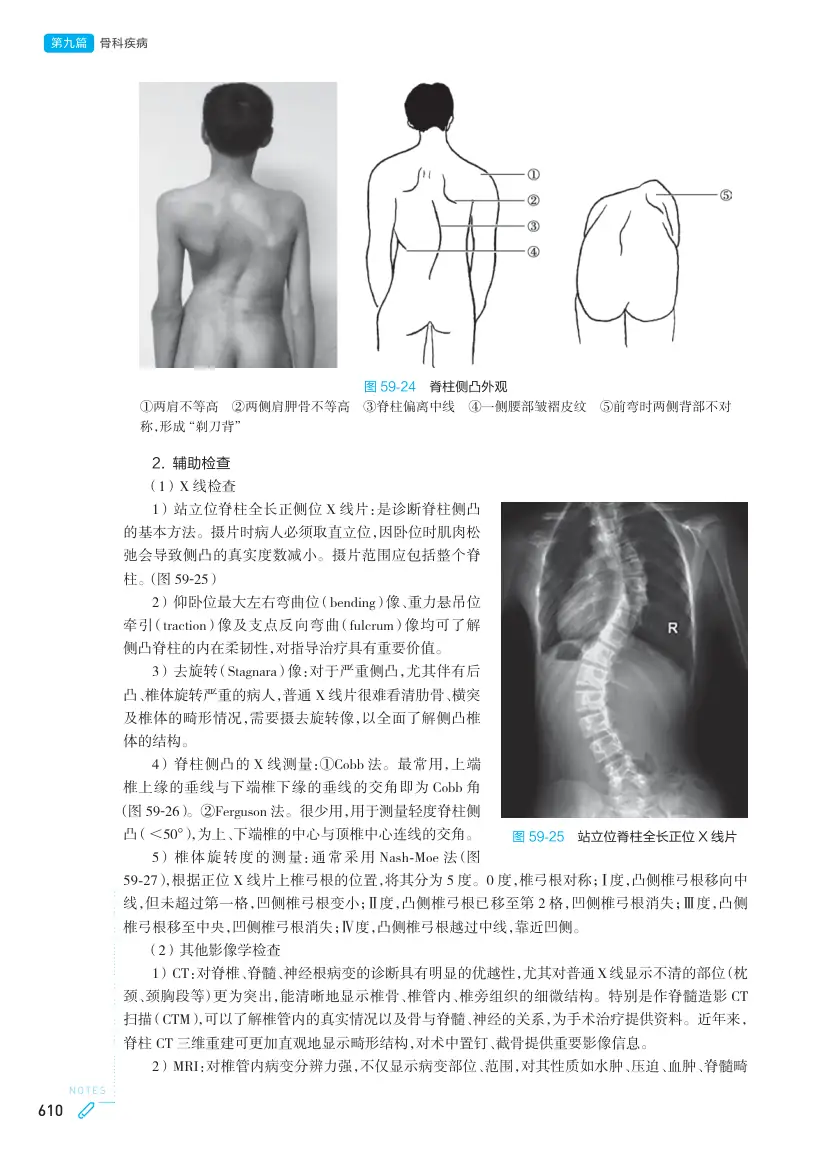 第九篇 骨科疾病
①
②
③
④
⑤
图 59-24 脊柱侧凸外观
①两肩不等高 ②两侧肩胛骨不等高 ③脊柱偏离中线 ④一侧腰部皱褶皮纹 ⑤前弯时两侧背部不对
称,形成“剃刀背”
2. 辅助检查
(1)X 线检查
1)站立位脊柱全长正侧位 X 线片:是诊断脊柱侧凸
的基本方法。摄片时病人必须取直立位,因卧位时肌肉松
弛会导致侧凸的真实度数减小。摄片范围应包括整个脊
柱。(图 59-25)
2)仰卧位最大左右弯曲位(bending)像、重力悬吊位
牵引(traction)像及支点反向弯曲(fulcrum)像均可了解
侧凸脊柱的内在柔韧性,对指导治疗具有重要价值。
3)去旋转(Stagnara)像:对于严重侧凸,尤其伴有后
凸、椎体旋转严重的病人,普通 X 线片很难看清肋骨、横突
及椎体的畸形情况,需要摄去旋转像,以全面了解侧凸椎
体的结构。
4)脊柱侧凸的 X 线测量:①Cobb 法。最常用,上端
椎上缘的垂线与下端椎下缘的垂线的交角即为 Cobb 角
(图 59-26)。②Ferguson 法。很少用,用于测量轻度脊柱侧
凸(<50°),为上、下端椎的中心与顶椎中心连线的交角。
R
图 59-25 站立位脊柱全长正位 X 线片
5)椎体旋转度的测量:通常采用 Nash-Moe 法(图
59-27),根据正位 X 线片上椎弓根的位置,将其分为 5 度。0 度,椎弓根对称;Ⅰ度,凸侧椎弓根移向中
线,但未超过第一格,凹侧椎弓根变小;Ⅱ度,凸侧椎弓根已移至第 2 格,凹侧椎弓根消失;Ⅲ度,凸侧
椎弓根移至中央,凹侧椎弓根消失;Ⅳ度,凸侧椎弓根越过中线,靠近凹侧。
(2)其他影像学检查
1)CT:对脊椎、脊髓、神经根病变的诊断具有明显的优越性,尤其对普通 X 线显示不清的部位(枕
颈、颈胸段等)更为突出,能清晰地显示椎骨、椎管内、椎旁组织的细微结构。特别是作脊髓造影 CT
扫描(CTM),可以了解椎管内的真实情况以及骨与脊髓、神经的关系,为手术治疗提供资料。近年来,
脊柱 CT 三维重建可更加直观地显示畸形结构,对术中置钉、截骨提供重要影像信息。
2)MRI:对椎管内病变分辨力强,不仅显示病变部位、范围,对其性质如水肿、压迫、血肿、脊髓畸
NOTES
610